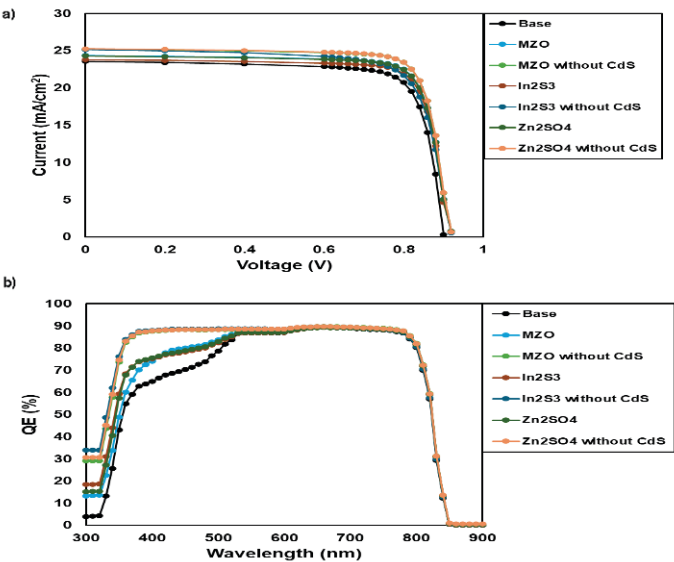 a)
30
25
20
15
10
5
0
Current (mA/cm²)
0 0.2 0.4 0.6 0.8 1
Voltage (V)
Base
MZO
MZO without CdS
In2S3
In2S3 without CdS
Zn2SO4
Zn2SO4 without CdS
b)
100
90
80
70
60
50
40
30
20
10
0
QE (%)
300 400 500 600 700 800 900
Wavelength (nm)
Base
MZO
MZO without CdS
In2S3
In2S3 without CdS
Zn2SO4
Zn2SO4 without CdS